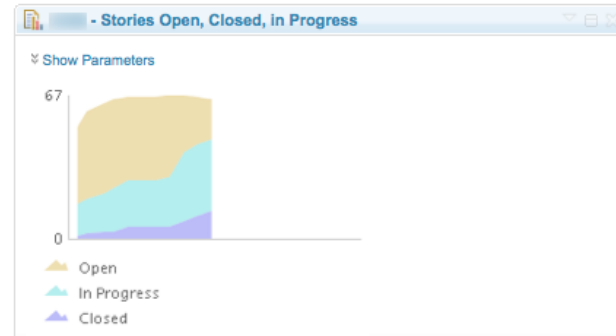 - Stories Open, Closed, in Progress
Show Parameters
67
0
Open
In Progress
Closed